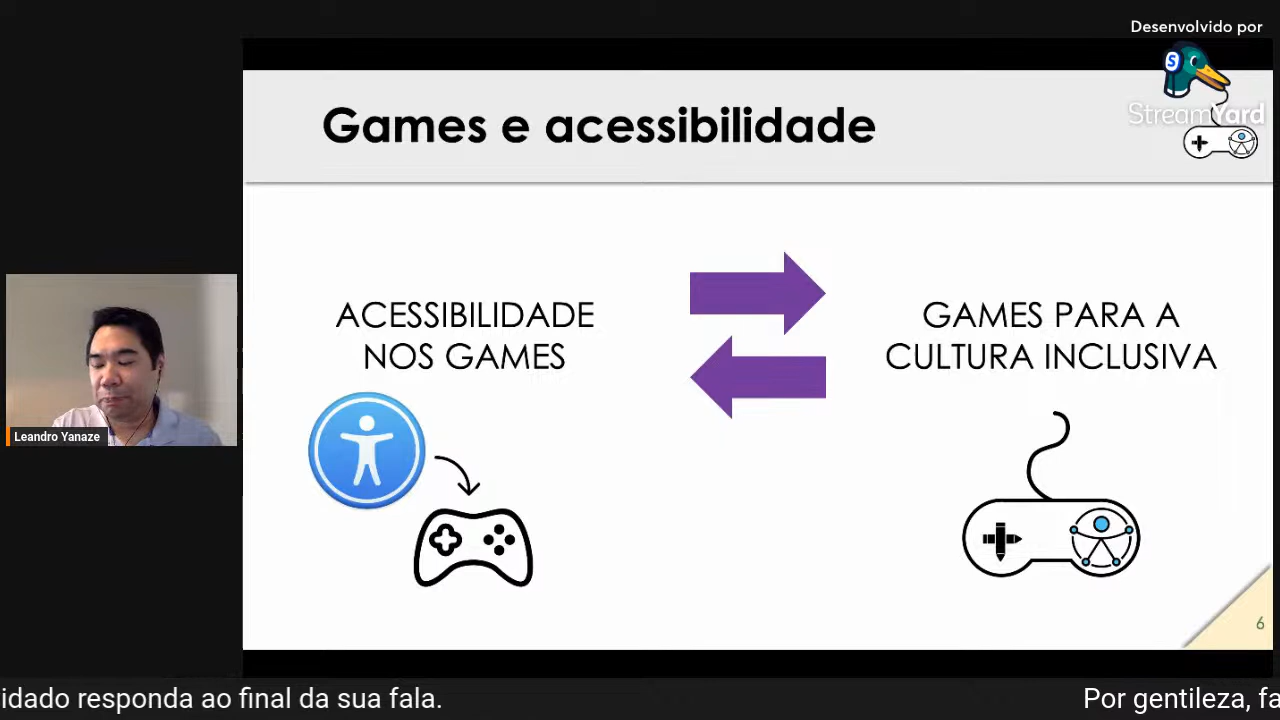 Desenvolvido por
StreamYard
Games e acessibilidade
ACESSIBILIDADE
NOS GAMES
GAMES PARA A
CULTURA INCLUSIVA
Leandro Yanaze
6
idado responda ao final da sua fala.
Por gentileza, fa